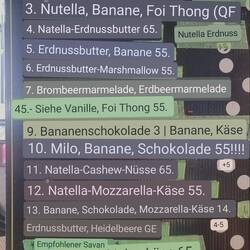 3. Nutella, Banane, Foi Thong (QF
4. Natella-Erdnussbutter 65.
Nutella Erdnuss
5. Erdnussbutter, Banane 55.
6. Erdnussbutter-Marshmallow 55.
7. Brombeermarmelade, Erdbeermarmelade
45.- Siehe Vanille, Foi Thong 55.
9. Bananenschokolade 3 | Banane, Käse
10. Milo, Banane, Schokolade 55!!!!
+5
11. Natella-Cashew-Nüsse 65.
12. Natella-Mozzarella-Käse 55.
13. Banane, Schokolade, Mozzarella-Käse 14.
Erdnussbutter, Heidelbeere GE
Empfohlener Savan